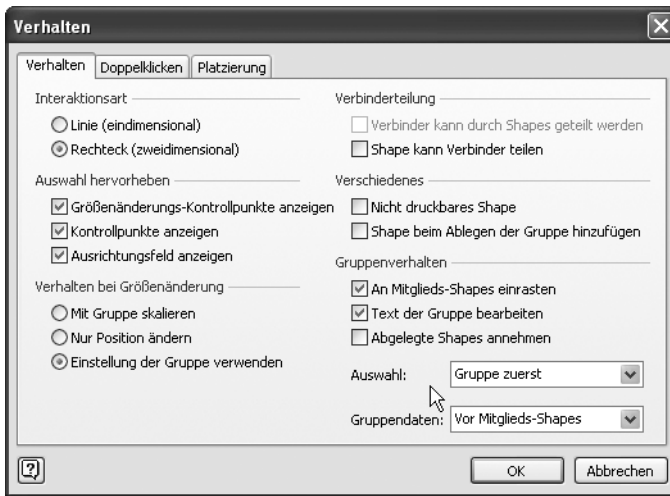 Verhalten
Verhalten Doppelklicken Platzierung
Interaktionsart
Linie (eindimensional)
Rechteck (zweidimensional)
Auswahl hervorheben
Größenänderungs-Kontrollpunkte anzeigen
Kontrollpunkte anzeigen
Ausrichtungsfeld anzeigen
Verhalten bei Größenänderung
Mit Gruppe skalieren
Nur Position ändern
Einstellung der Gruppe verwenden
Verbinderteilung
Verbinder kann durch Shapes geteilt werden
Shape kann Verbinder teilen
Verschiedenes
Nicht druckbares Shape
Shape beim Ablegen der Gruppe hinzufügen
Gruppenverhalten
An Mitglieds-Shapes einrasten
Text der Gruppe bearbeiten
Abgelegte Shapes annehmen
Auswahl: Gruppe zuerst
Gruppendaten: Vor Mitglieds-Shapes
? OK Abbrechen